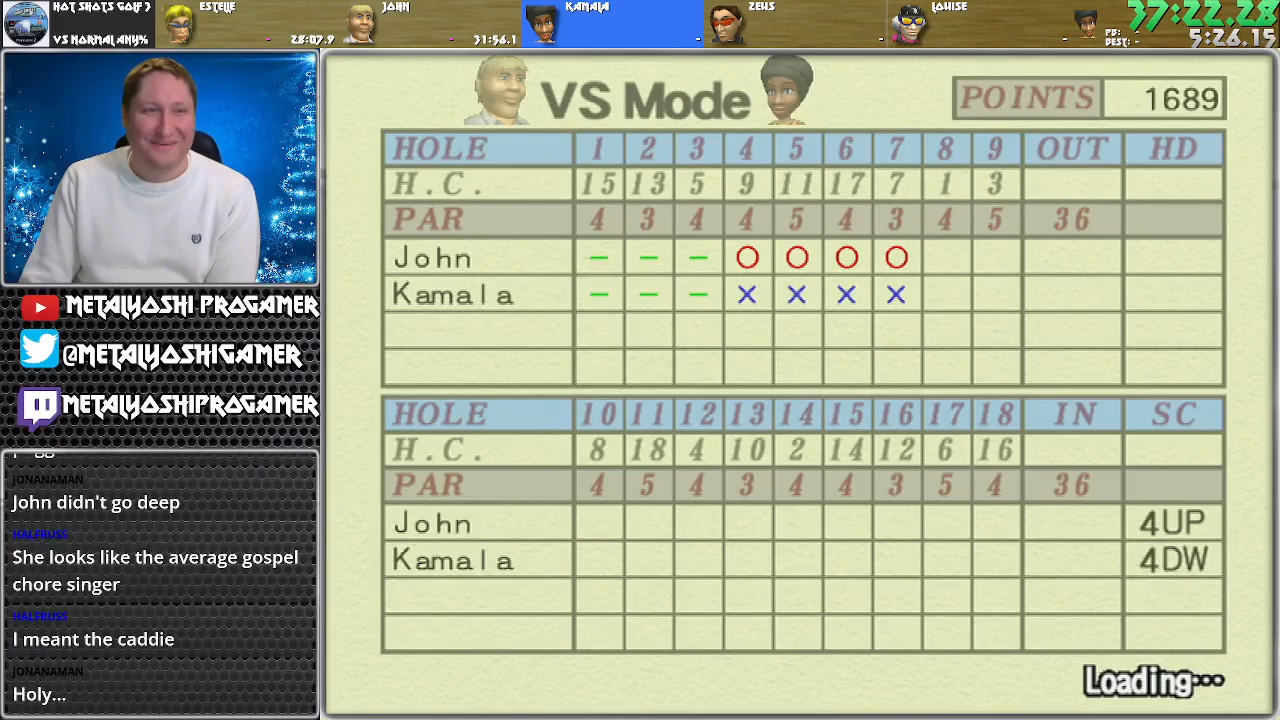 HOT SHOTS GOLF 3
VS NORMAL ANY%
ESTELLE
- 28:07.9
JOHN
- 31:56.1
KAMALA
-
ZEUS
-
LOUISE
-
PB:
BEST: -
37:22.28
5:26.15
VS Mode
POINTS 1689
HOLE 1 2 3 4 5 6 7 8 9 OUT HD
H.C. 15 13 5 9 11 17 7 1 3
PAR 4 3 4 4 5 4 3 4 5 36
John – – – ○ ○ ○ ○
Kamala – – – × × × ×
HOLE 10 11 12 13 14 15 16 17 18 IN SC
H.C. 8 18 4 10 2 14 12 6 16
PAR 4 5 4 3 4 4 3 5 4 36
John 4UP
Kamala 4DW
Loading...
METALYOSHI PROGAMER
@METALYOSHIGAMER
METALYOSHIPROGAMER
JONANAMAN
John didn't go deep
HALFRUSS
She looks like the average gospel
chore singer
HALFRUSS
I meant the caddie
JONANAMAN
Holy...